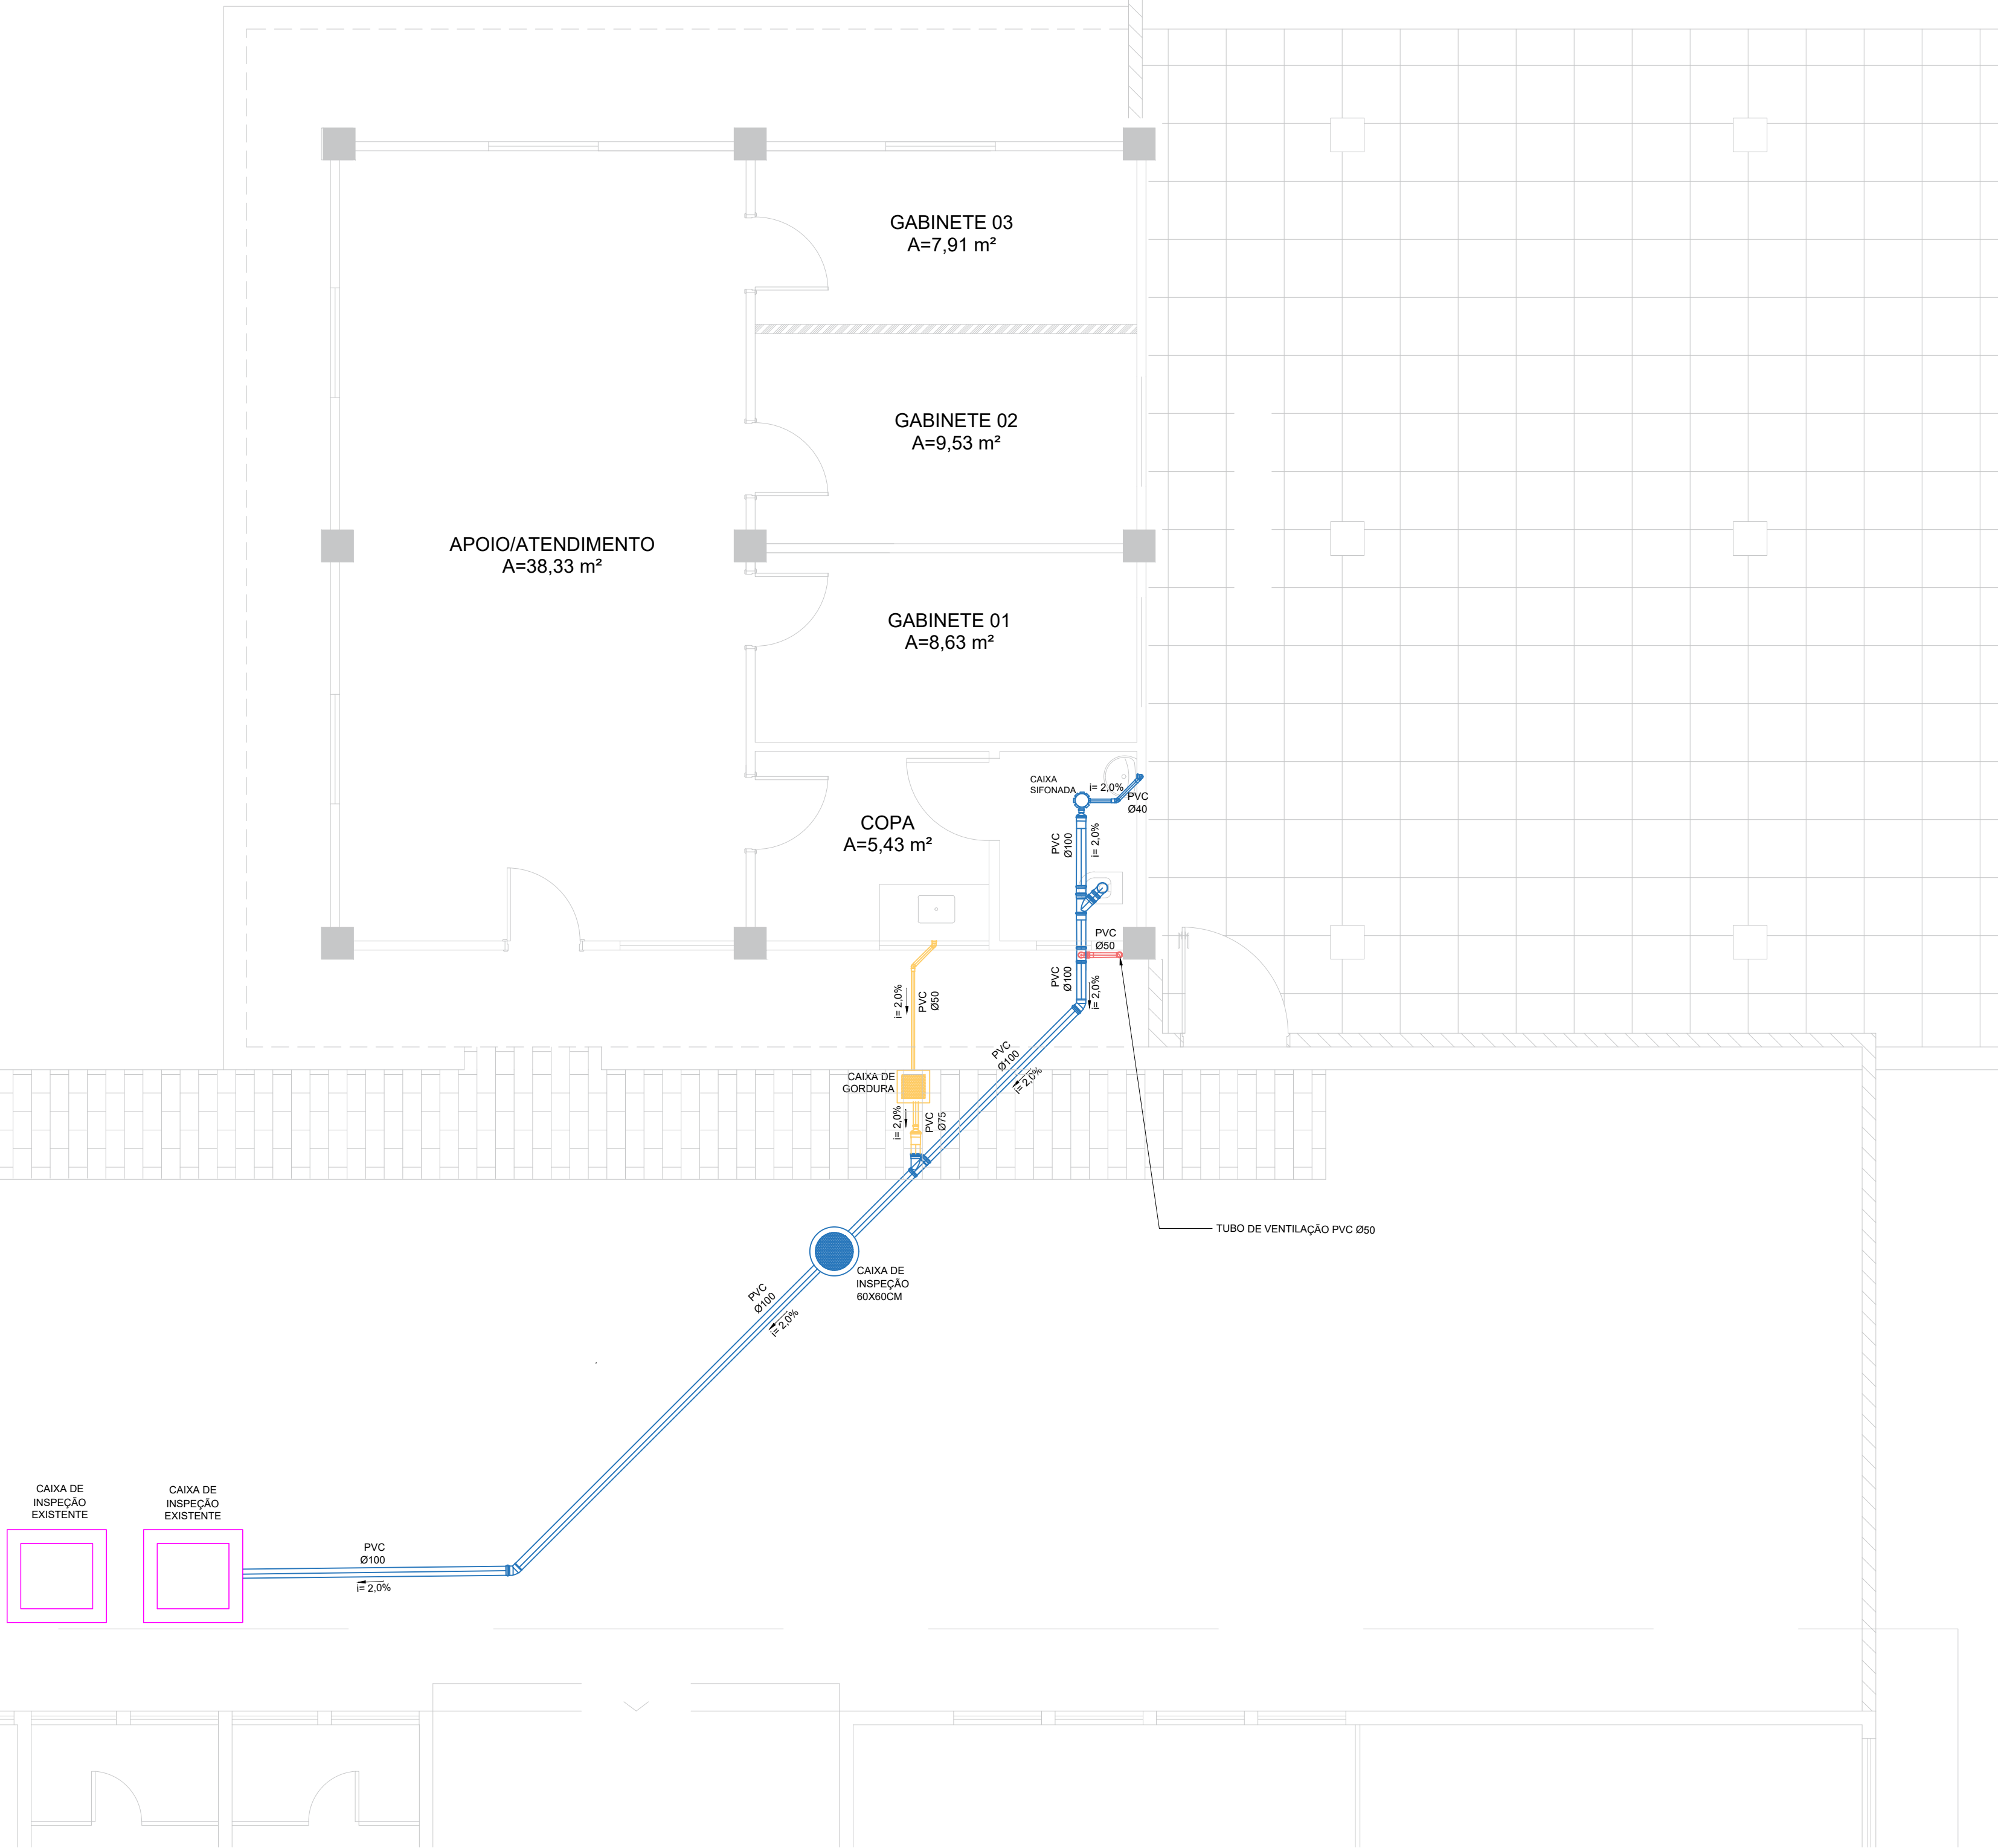 GABINETE 03
A=7,91 m²
GABINETE 02
A=9,53 m²
APOIO/ATENDIMENTO
A=38,33 m²
GABINETE 01
A=8,63 m²
CAIXA
SIFONADA
i= 2,0%
PVC
Ø40
COPA
A=5,43 m²
PVC
Ø100
i= 2,0%
PVC
Ø50
PVC
Ø100
i= 2,0%
i= 2,0%
PVC
Ø50
PVC
Ø100
i= 2,0%
CAIXA DE
GORDURA
i= 2,0%
PVC
Ø75
TUBO DE VENTILAÇÃO PVC Ø50
CAIXA DE
INSPEÇÃO
60X60CM
PVC
Ø100
i= 2,0%
CAIXA DE
INSPEÇÃO
EXISTENTE
CAIXA DE
INSPEÇÃO
EXISTENTE
PVC
Ø100
i= 2,0%